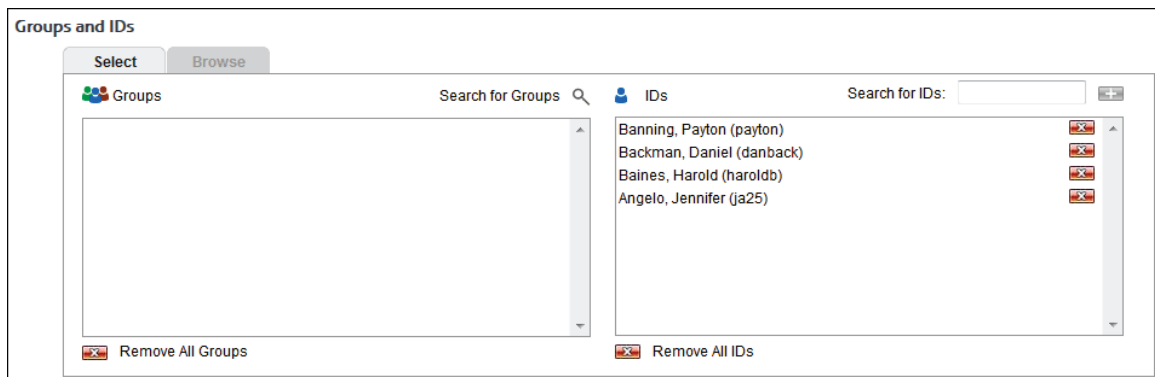 Groups and IDs
Select
Browse
Groups
Search for Groups
IDs
Search for IDs:
Banning, Payton (payton)
Backman, Daniel (danback)
Baines, Harold (haroldb)
Angelo, Jennifer (ja25)
Remove All Groups
Remove All IDs